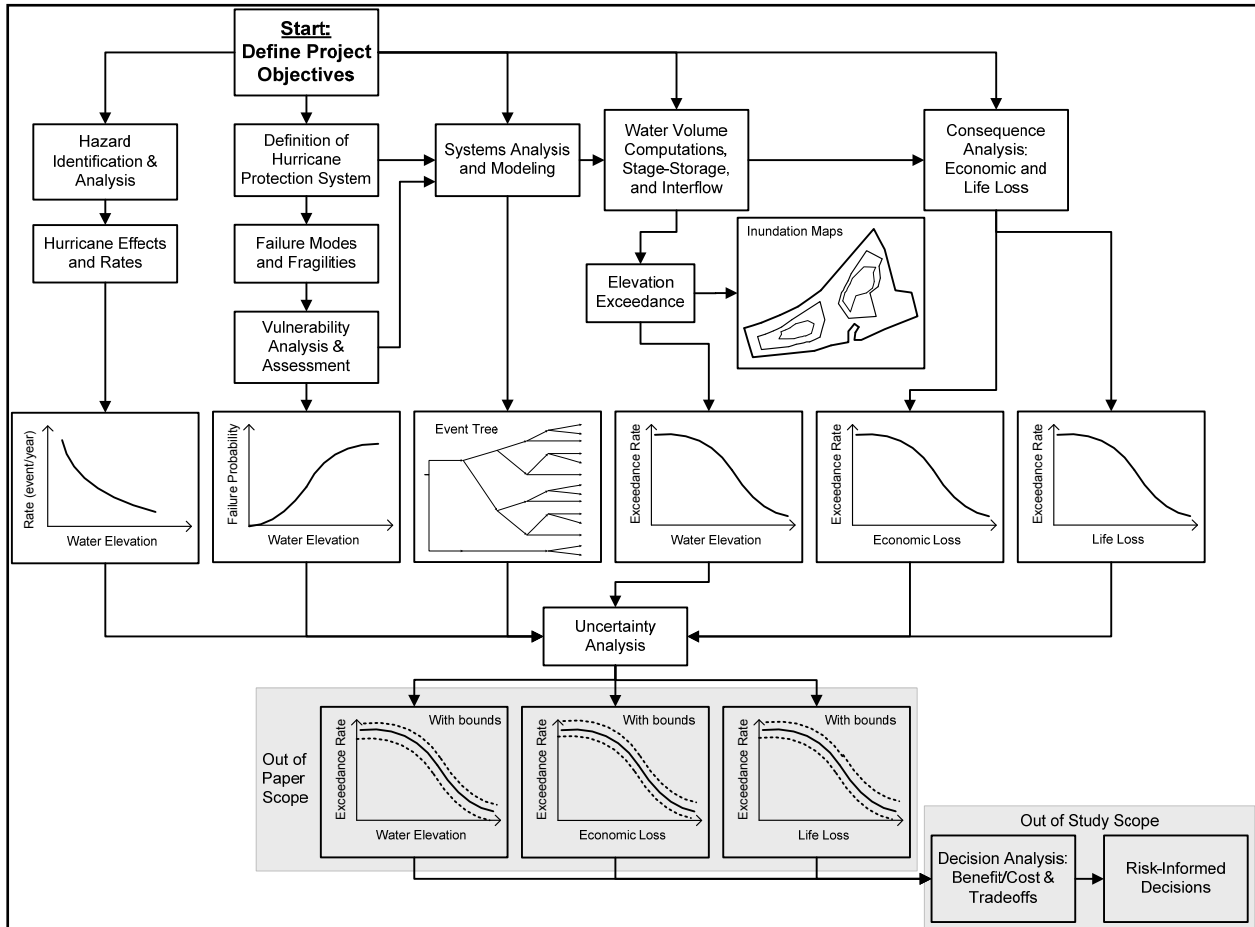 Start:
Define Project
Objectives
Hazard
Identification &
Analysis
Definition of
Hurricane
Protection System
Systems Analysis
and Modeling
Water Volume
Computations,
Stage-Storage,
and Interflow
Consequence
Analysis:
Economic and
Life Loss
Hurricane Effects
and Rates
Failure Modes
and Fragilities
Elevation
Exceedance
Inundation Maps
Vulnerability
Analysis &
Assessment
Rate (event/year)
Water Elevation
Failure Probability
Water Elevation
Event Tree
Exceedance Rate
Water Elevation
Exceedance Rate
Economic Loss
Exceedance Rate
Life Loss
Uncertainty
Analysis
Out of
Paper
Scope
With bounds
Exceedance Rate
Water Elevation
With bounds
Exceedance Rate
Economic Loss
With bounds
Exceedance Rate
Life Loss
Out of Study Scope
Decision Analysis:
Benefit/Cost &
Tradeoffs
Risk-Informed
Decisions